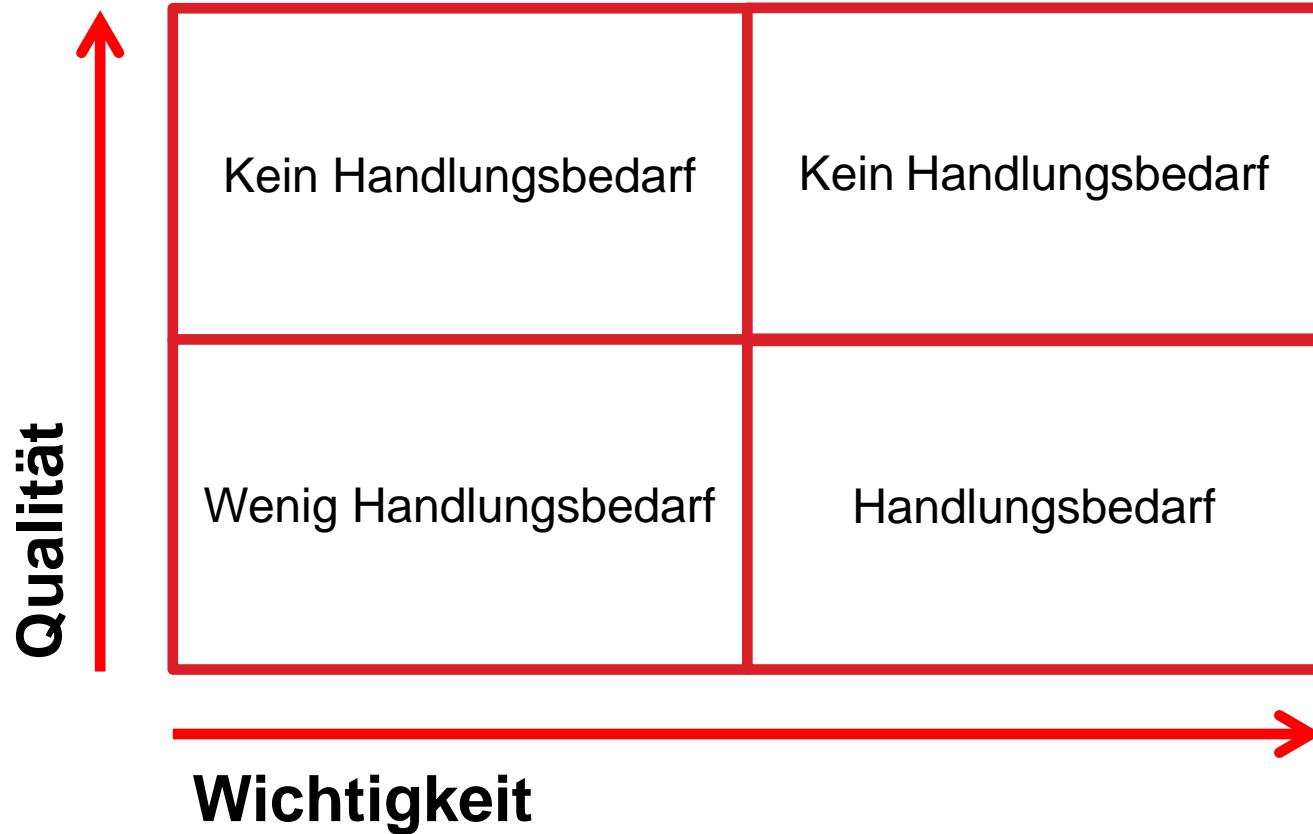 Kein Handlungsbedarf
Kein Handlungsbedarf
Qualität
Wenig Handlungsbedarf
Handlungsbedarf
Wichtigkeit